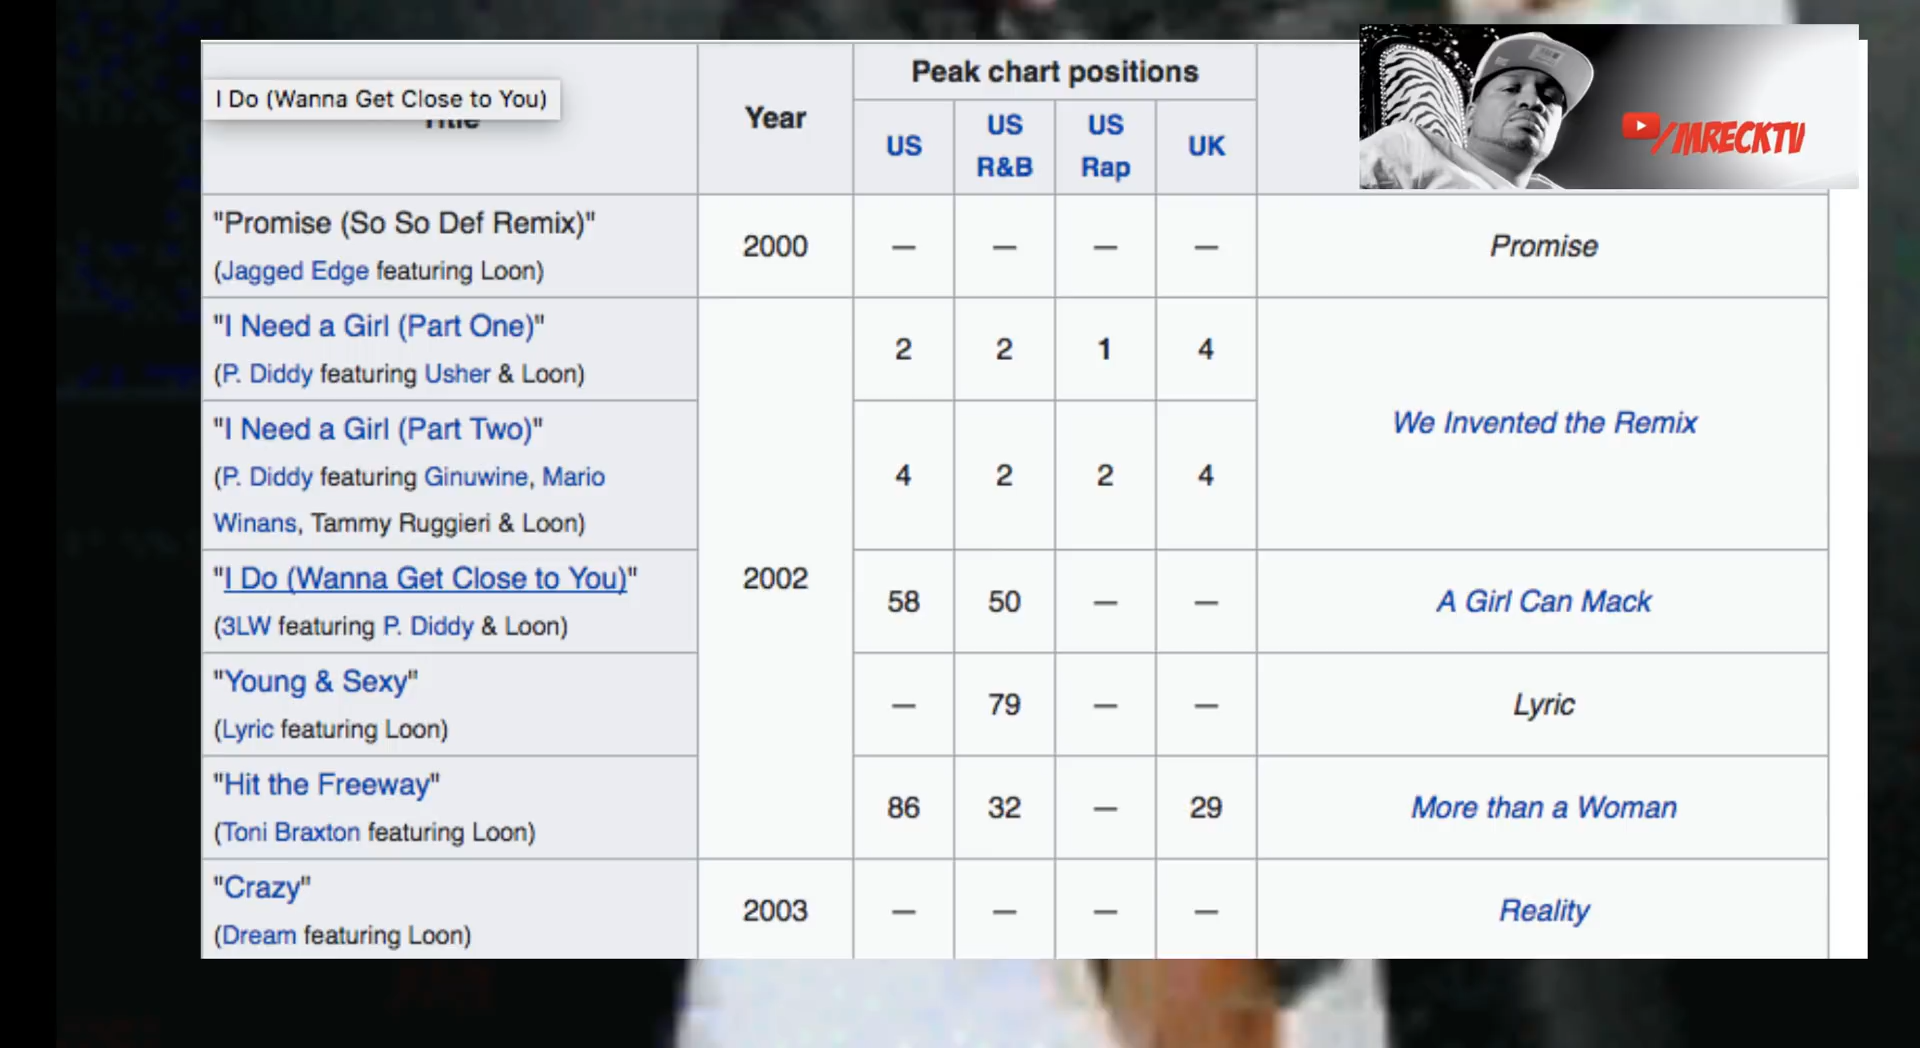 I Do (Wanna Get Close to You)
Title
Year
Peak chart positions
US
US R&B
US Rap
UK
/MRECKTV
"Promise (So So Def Remix)"
(Jagged Edge featuring Loon)
2000
—
—
—
—
Promise
"I Need a Girl (Part One)"
(P. Diddy featuring Usher & Loon)
2
2
1
4
We Invented the Remix
"I Need a Girl (Part Two)"
(P. Diddy featuring Ginuwine, Mario
Winans, Tammy Ruggieri & Loon)
4
2
2
4
2002
"I Do (Wanna Get Close to You)"
(3LW featuring P. Diddy & Loon)
58
50
—
—
A Girl Can Mack
"Young & Sexy"
(Lyric featuring Loon)
—
79
—
—
Lyric
"Hit the Freeway"
(Toni Braxton featuring Loon)
86
32
—
29
More than a Woman
"Crazy"
(Dream featuring Loon)
2003
—
—
—
—
Reality